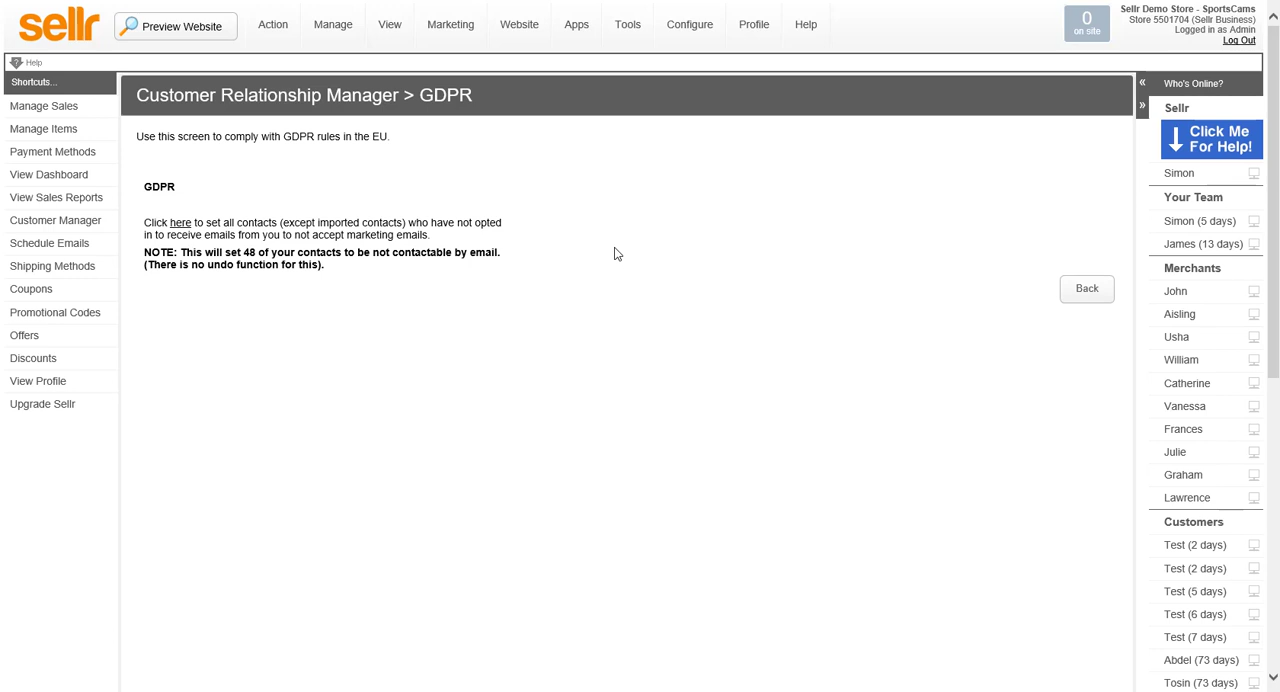 sellr
Preview Website
Action
Manage
View
Marketing
Website
Apps
Tools
Configure
Profile
Help
0
on site
Sellr Demo Store - SportsCams
Store 5501704 (Sellr Business)
Logged in as Admin
Log Out
? Help
Shortcuts...
Manage Sales
Manage Items
Payment Methods
View Dashboard
View Sales Reports
Customer Manager
Schedule Emails
Shipping Methods
Coupons
Promotional Codes
Offers
Discounts
View Profile
Upgrade Sellr
Customer Relationship Manager > GDPR
Use this screen to comply with GDPR rules in the EU.
GDPR
Click here to set all contacts (except imported contacts) who have not opted
in to receive emails from you to not accept marketing emails.
NOTE: This will set 48 of your contacts to be not contactable by email.
(There is no undo function for this).
Back
«
»
Who's Online?
Sellr
Click Me
For Help!
Simon
Your Team
Simon (5 days)
James (13 days)
Merchants
John
Aisling
Usha
William
Catherine
Vanessa
Frances
Julie
Graham
Lawrence
Customers
Test (2 days)
Test (2 days)
Test (5 days)
Test (6 days)
Test (7 days)
Abdel (73 days)
Tosin (73 days)